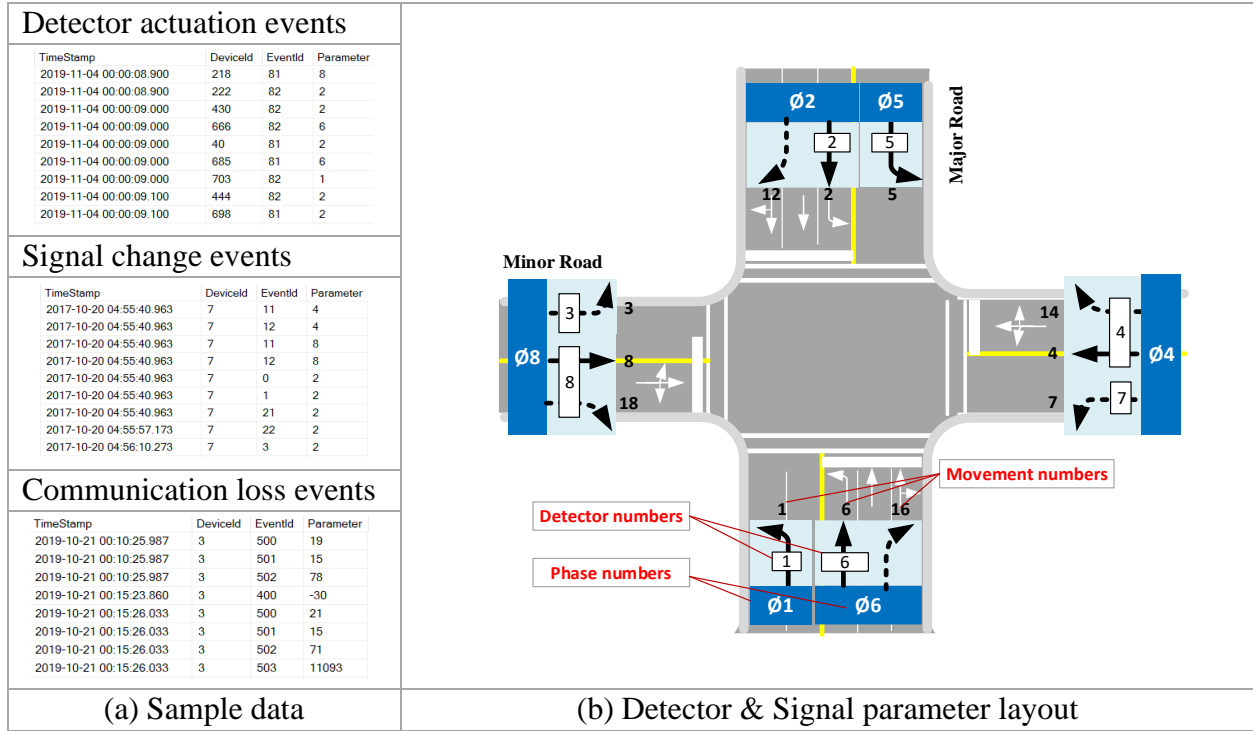 Detector actuation events
TimeStamp DeviceId EventId Parameter
2019-11-04 00:00:08.900 218 81 8
2019-11-04 00:00:08.900 222 82 2
2019-11-04 00:00:09.000 430 82 2
2019-11-04 00:00:09.000 666 82 6
2019-11-04 00:00:09.000 40 81 2
2019-11-04 00:00:09.000 685 81 6
2019-11-04 00:00:09.000 703 82 1
2019-11-04 00:00:09.100 444 82 2
2019-11-04 00:00:09.100 698 81 2
Signal change events
TimeStamp DeviceId EventId Parameter
2017-10-20 04:55:40.963 7 11 4
2017-10-20 04:55:40.963 7 12 4
2017-10-20 04:55:40.963 7 11 8
2017-10-20 04:55:40.963 7 12 8
2017-10-20 04:55:40.963 7 0 2
2017-10-20 04:55:40.963 7 1 2
2017-10-20 04:55:40.963 7 21 2
2017-10-20 04:55:57.173 7 22 2
2017-10-20 04:56:10.273 7 3 2
Communication loss events
TimeStamp DeviceId EventId Parameter
2019-10-21 00:10:25.987 3 500 19
2019-10-21 00:10:25.987 3 501 15
2019-10-21 00:10:25.987 3 502 78
2019-10-21 00:15:23.860 3 400 -30
2019-10-21 00:15:26.033 3 500 21
2019-10-21 00:15:26.033 3 501 15
2019-10-21 00:15:26.033 3 502 71
2019-10-21 00:15:26.033 3 503 11093
(a) Sample data
Ø2 Ø5
Major Road
2 5
12 2 5
Minor Road
3 3
Ø8 8
8
18
14
4
4 Ø4
7 7
Movement numbers
1 6 16
Detector numbers
1 6
Phase numbers
Ø1 Ø6
(b) Detector & Signal parameter layout